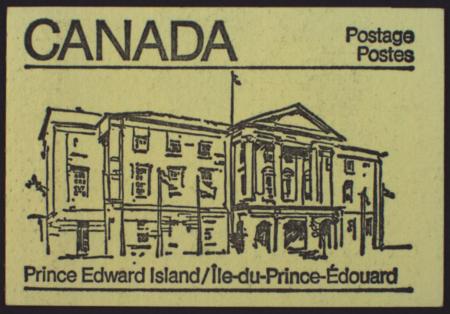 CANADA
Postage
Postes
Prince Edward Island/Île-du-Prince-Édouard